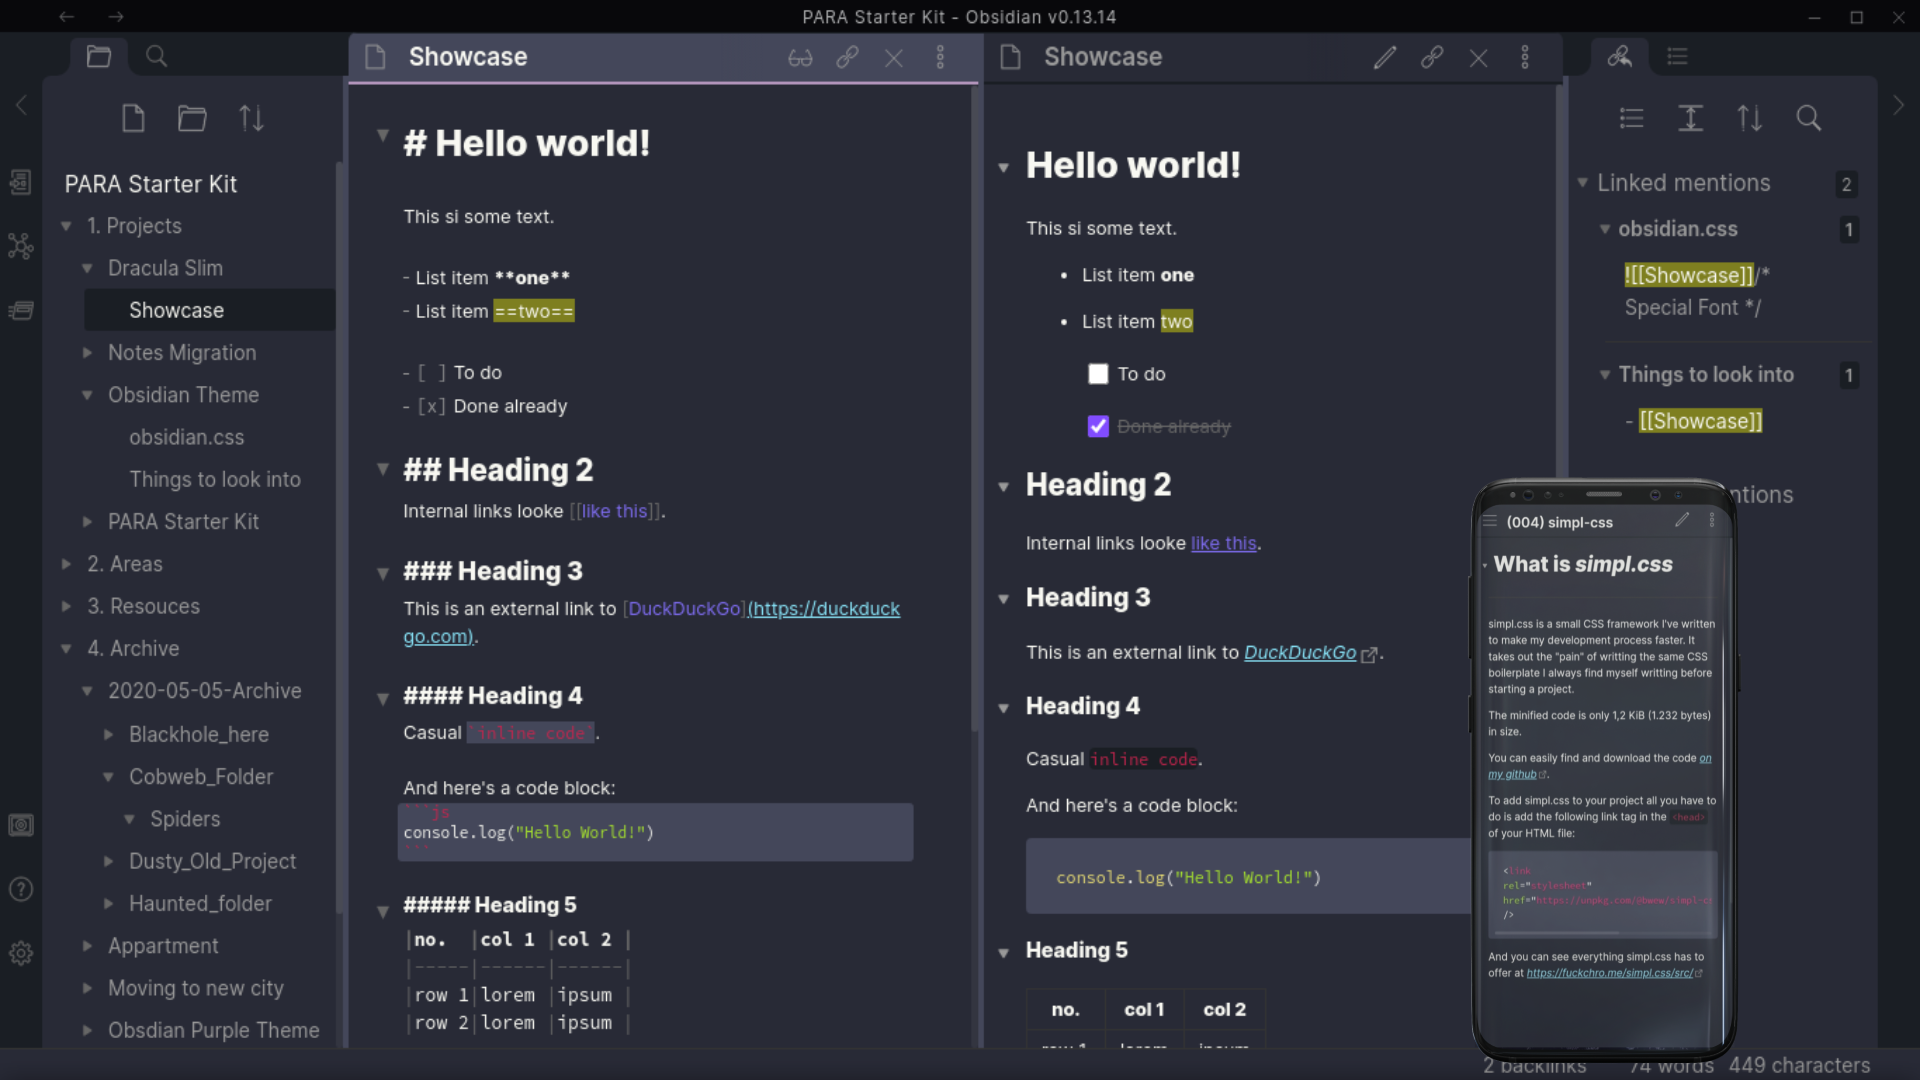 PARA Starter Kit - Obsidian v0.13.14
PARA Starter Kit
1. Projects
Dracula Slim
Showcase
Notes Migration
Obsidian Theme
obsidian.css
Things to look into
PARA Starter Kit
2. Areas
3. Resouces
4. Archive
2020-05-05-Archive
Blackhole_here
Cobweb_Folder
Spiders
Dusty_Old_Project
Haunted_folder
Appartment
Moving to new city
Obsdian Purple Theme
Showcase
# Hello world!
This si some text.
- List item **one**
- List item ==two==
- [ ] To do
- [x] Done already
## Heading 2
Internal links looke [[like this]].
### Heading 3
This is an external link to [DuckDuckGo](https://duckduck
go.com).
#### Heading 4
Casual `inline code`.
And here's a code block:
```js
console.log("Hello World!")
```
##### Heading 5
|no. |col 1 |col 2 |
|-----|------|------|
|row 1|lorem |ipsum |
|row 2|lorem |ipsum |
Showcase
Hello world!
This si some text.
• List item one
• List item two
To do
Done already
Heading 2
Internal links looke like this.
Heading 3
This is an external link to DuckDuckGo.
Heading 4
Casual inline code.
And here's a code block:
console.log("Hello World!")
Heading 5
no. col 1 col 2
row 1 lorem ipsum
Linked mentions 2
obsidian.css 1
![[Showcase]]/*
Special Font */
Things to look into 1
- [[Showcase]]
ntions
(004) simpl-css
What is simpl.css
simpl.css is a small CSS framework I've written
to make my development process faster. It
takes out the "pain" of writting the same CSS
boilerplate I always find myself writting before
starting a project.
The minified code is only 1,2 KiB (1.232 bytes)
in size.
You can easily find and download the code on
my github.
To add simpl.css to your project all you have to
do is add the following link tag in the <head>
of your HTML file:
<link
rel="stylesheet"
href="https://unpkg.com/@bwew/simpl-cs
/>
And you can see everything simpl.css has to
offer at https://fuckchro.me/simpl.css/src/
2 backlinks 74 words 449 characters